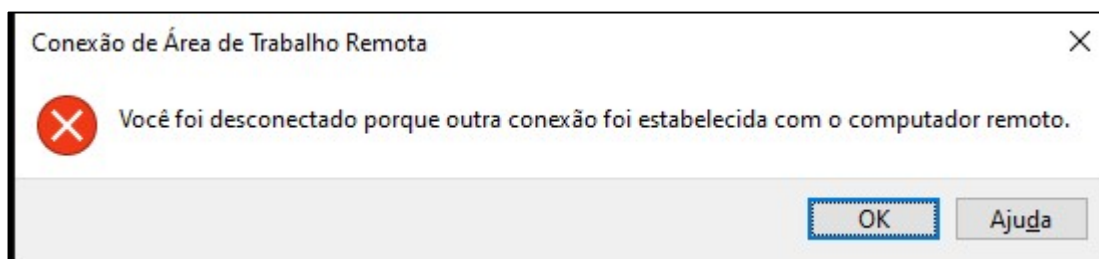 Conexão de Área de Trabalho Remota
Você foi desconectado porque outra conexão foi estabelecida com o computador remoto.
OK
Ajuda